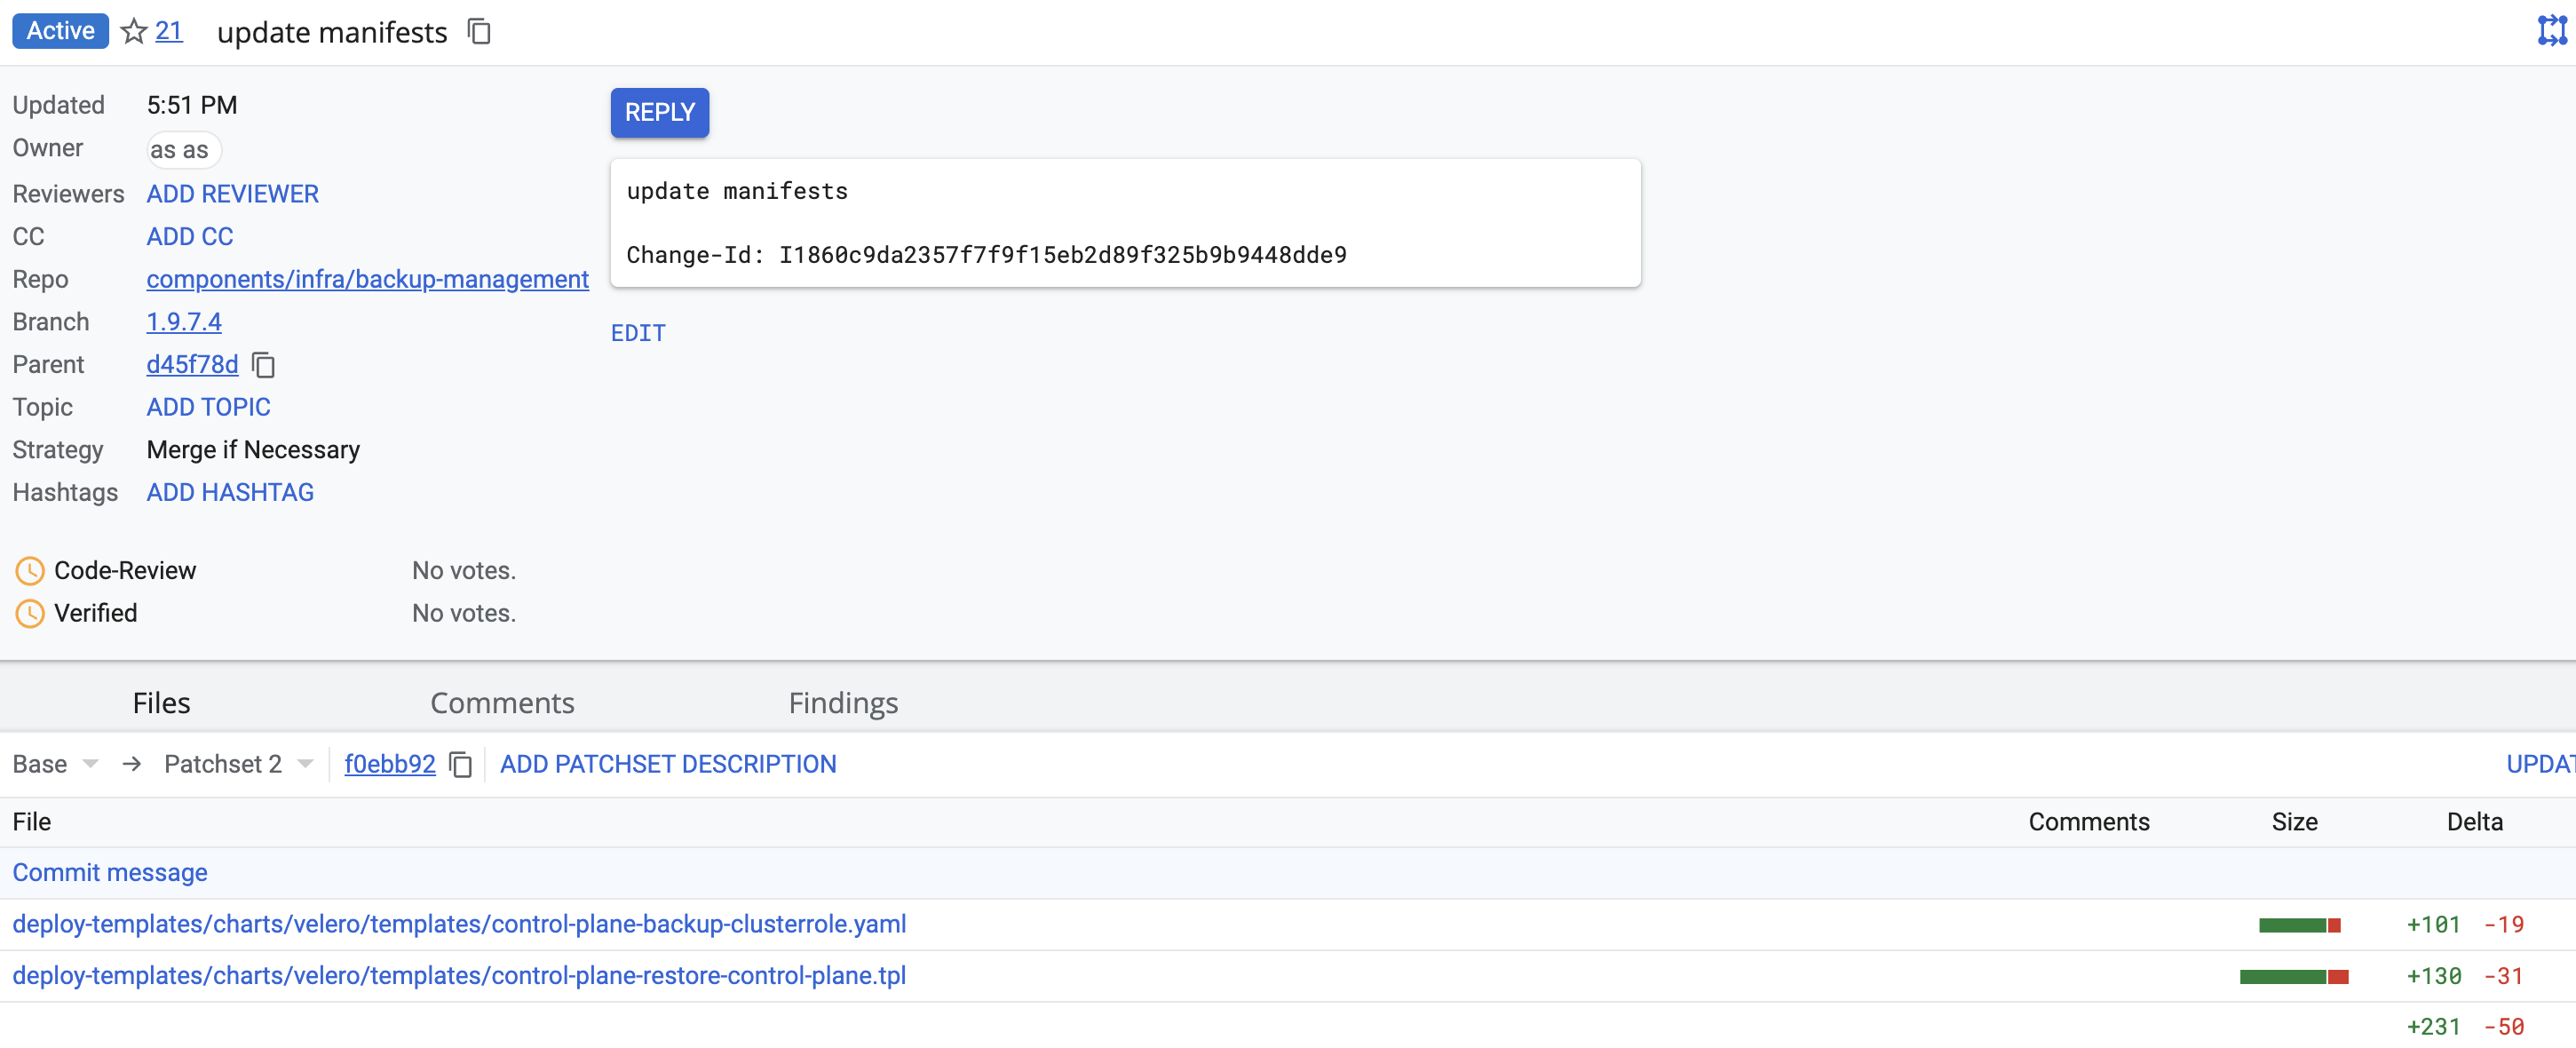 Active 21 update manifests
Updated 5:51 PM
Owner as as
Reviewers ADD REVIEWER
CC ADD CC
Repo components/infra/backup-management
Branch 1.9.7.4
Parent d45f78d
Topic ADD TOPIC
Strategy Merge if Necessary
Hashtags ADD HASHTAG
Code-Review No votes.
Verified No votes.
REPLY
update manifests
Change-Id: I1860c9da2357f7f9f15eb2d89f325b9b9448dde9
EDIT
Files Comments Findings
Base → Patchset 2 f0ebb92 ADD PATCHSET DESCRIPTION UPDAT
File Comments Size Delta
Commit message
deploy-templates/charts/velero/templates/control-plane-backup-clusterrole.yaml +101 -19
deploy-templates/charts/velero/templates/control-plane-restore-control-plane.tpl +130 -31
+231 -50